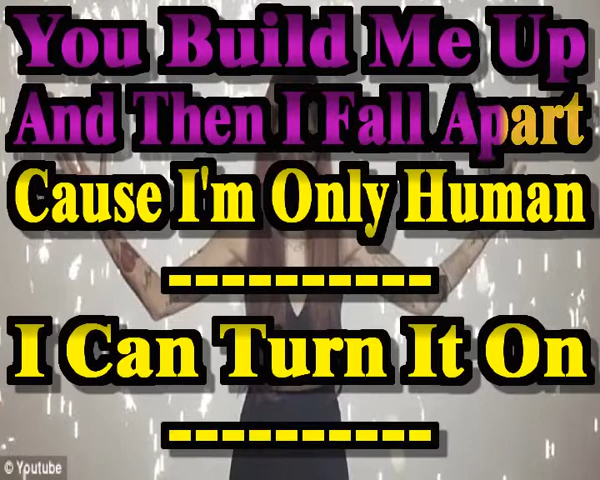 You Build Me Up
And Then I Fall Apart
Cause I'm Only Human
----------
I Can Turn It On
----------
© Youtube